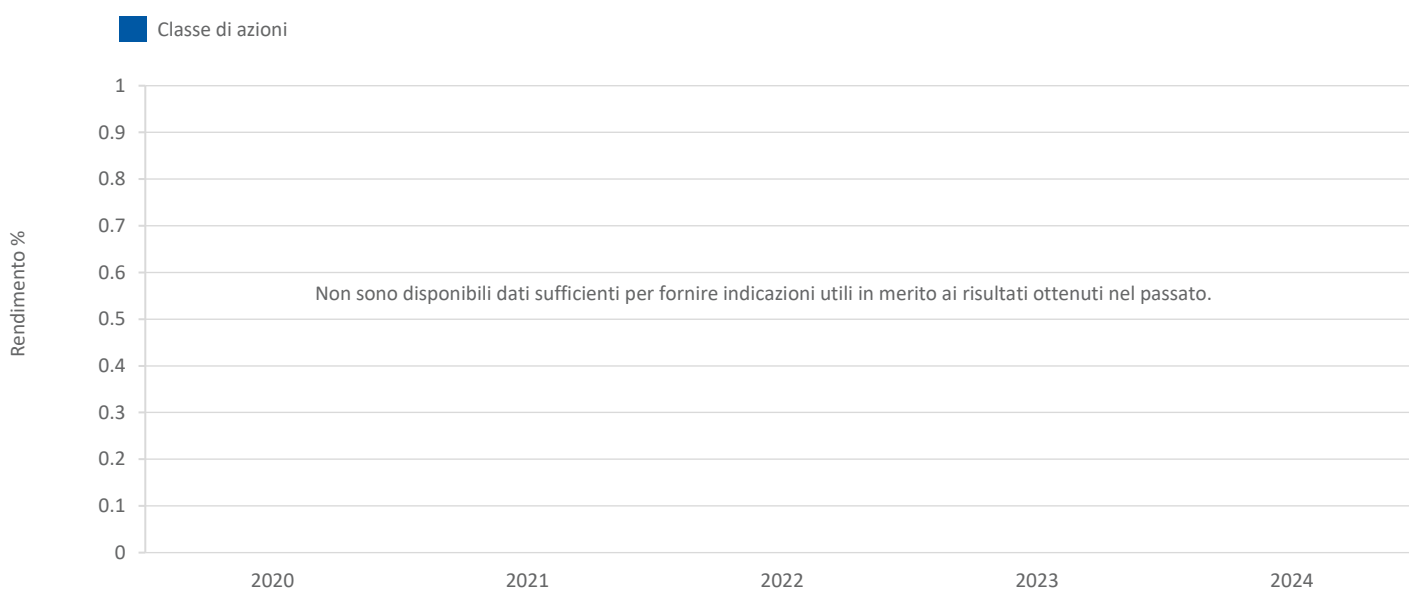 Classe di azioni
Rendimento %
1
0.9
0.8
0.7
0.6
Non sono disponibili dati sufficienti per fornire indicazioni utili in merito ai risultati ottenuti nel passato.
0.5
0.4
0.3
0.2
0.1
0
2020 2021 2022 2023 2024